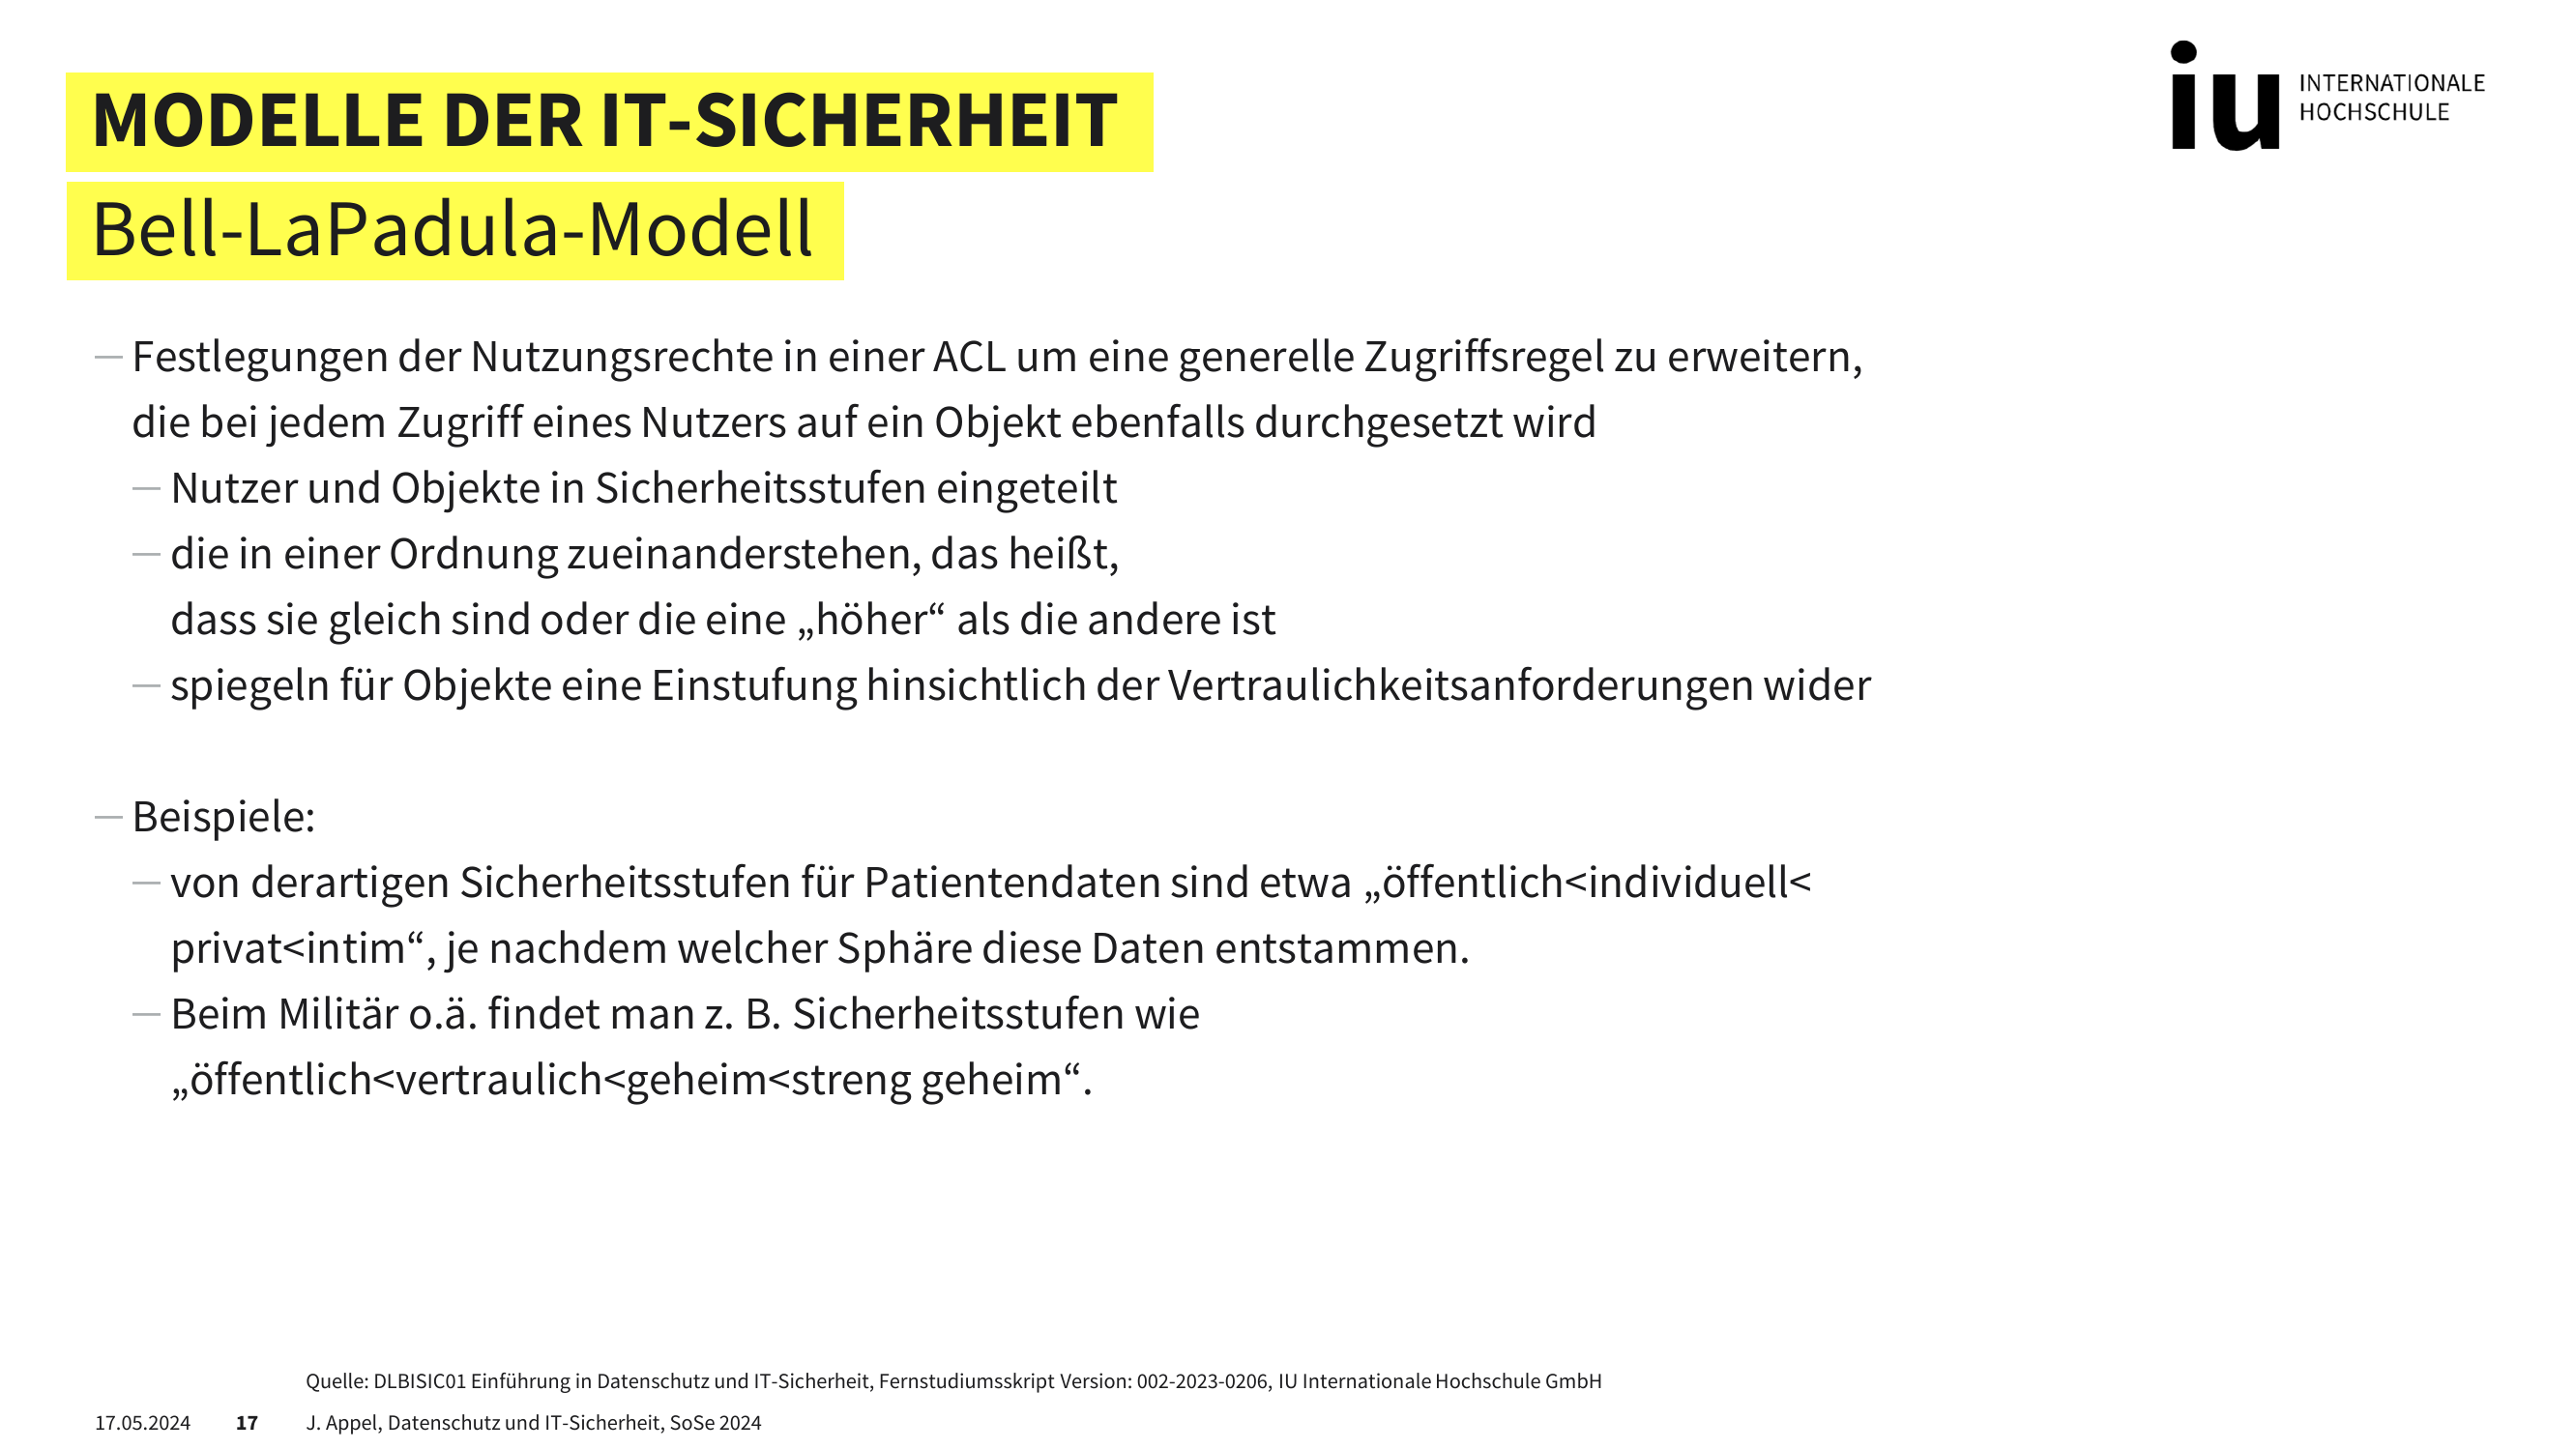 MODELLE DER IT-SICHERHEIT
Bell-LaPadula-Modell
iu INTERNATIONALE
HOCHSCHULE
— Festlegungen der Nutzungsrechte in einer ACL um eine generelle Zugriffsregel zu erweitern,
die bei jedem Zugriff eines Nutzers auf ein Objekt ebenfalls durchgesetzt wird
— Nutzer und Objekte in Sicherheitsstufen eingeteilt
— die in einer Ordnung zueinanderstehen, das heißt,
dass sie gleich sind oder die eine „höher“ als die andere ist
— spiegeln für Objekte eine Einstufung hinsichtlich der Vertraulichkeitsanforderungen wider
— Beispiele:
— von derartigen Sicherheitsstufen für Patientendaten sind etwa „öffentlich<individuell<
privat<intim“, je nachdem welcher Sphäre diese Daten entstammen.
— Beim Militär o.ä. findet man z. B. Sicherheitsstufen wie
„öffentlich<vertraulich<geheim<streng geheim“.
Quelle: DLBISIC01 Einführung in Datenschutz und IT-Sicherheit, Fernstudiumsskript Version: 002-2023-0206, IU Internationale Hochschule GmbH
17.05.2024 17 J. Appel, Datenschutz und IT-Sicherheit, SoSe 2024